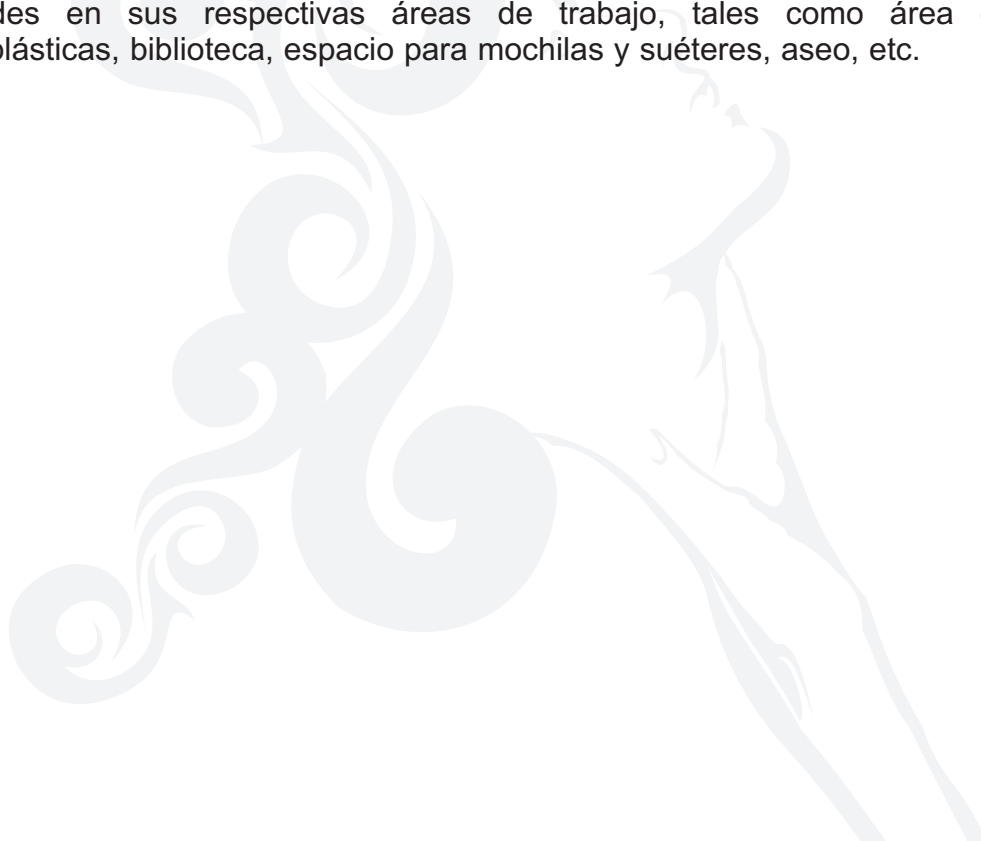 des en sus respectivas áreas de trabajo, tales como área
plásticas, biblioteca, espacio para mochilas y suéteres, aseo, etc.